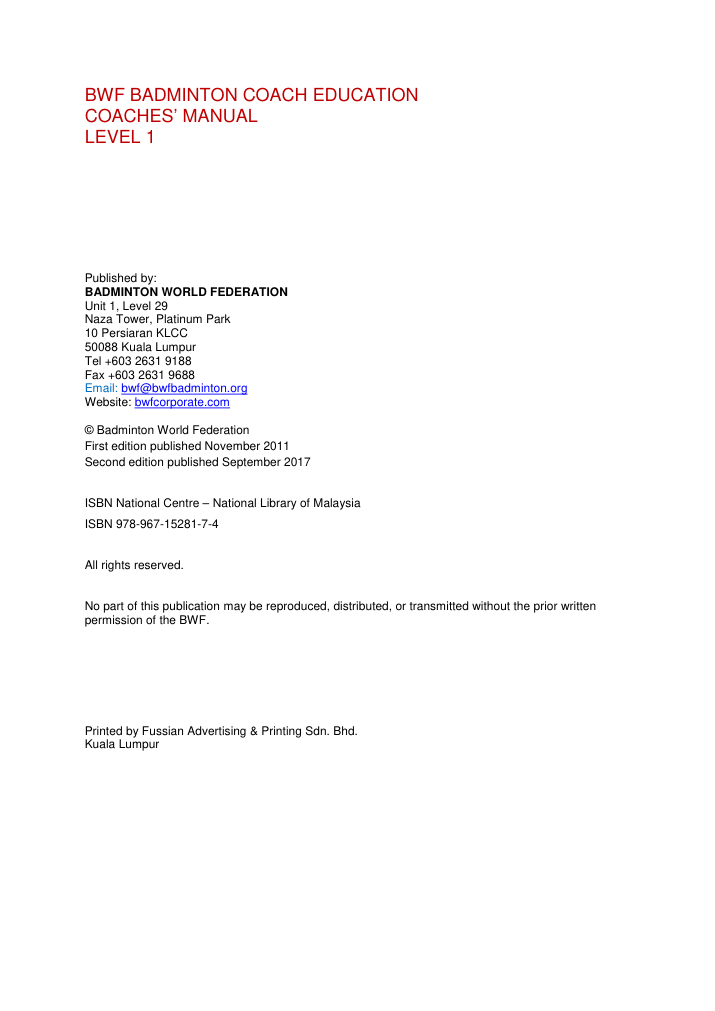 BWF BADMINTON COACH EDUCATION
COACHES’ MANUAL
LEVEL 1
Published by:
BADMINTON WORLD FEDERATION
Unit 1, Level 29
Naza Tower, Platinum Park
10 Persiaran KLCC
50088 Kuala Lumpur
Tel +603 2631 9188
Fax +603 2631 9688
Email: bwf@bwfbadminton.org
Website: bwfcorporate.com
© Badminton World Federation
First edition published November 2011
Second edition published September 2017
ISBN National Centre – National Library of Malaysia
ISBN 978-967-15281-7-4
All rights reserved.
No part of this publication may be reproduced, distributed, or transmitted without the prior written
permission of the BWF.
Printed by Fussian Advertising & Printing Sdn. Bhd.
Kuala Lumpur